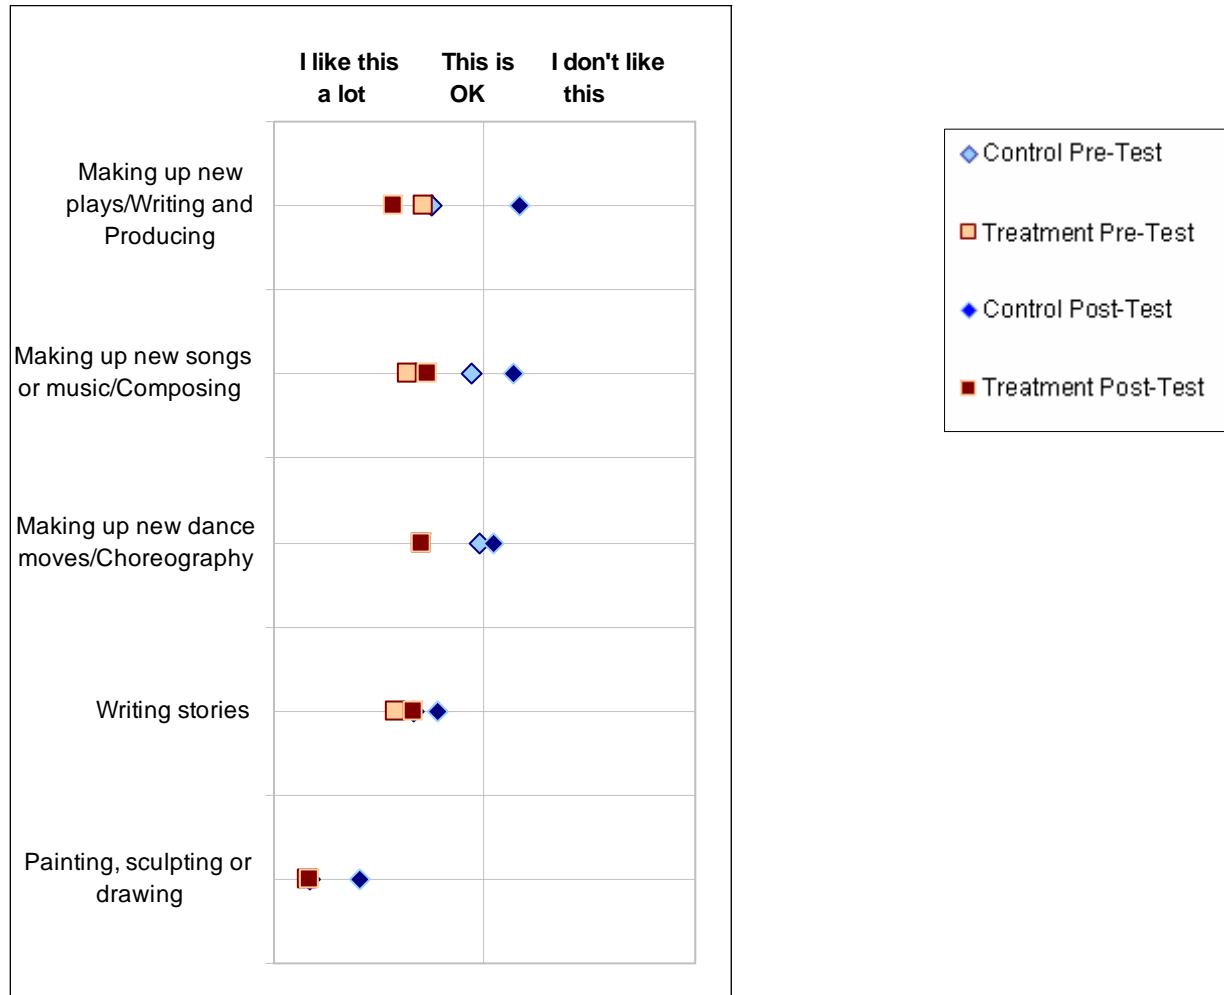 I like this This is I don't like
a lot OK this
Making up new
plays/Writing and
Producing
Making up new songs
or music/Composing
Making up new dance
moves/Choreography
Writing stories
Painting, sculpting or
drawing
Control Pre-Test
Treatment Pre-Test
Control Post-Test
Treatment Post-Test